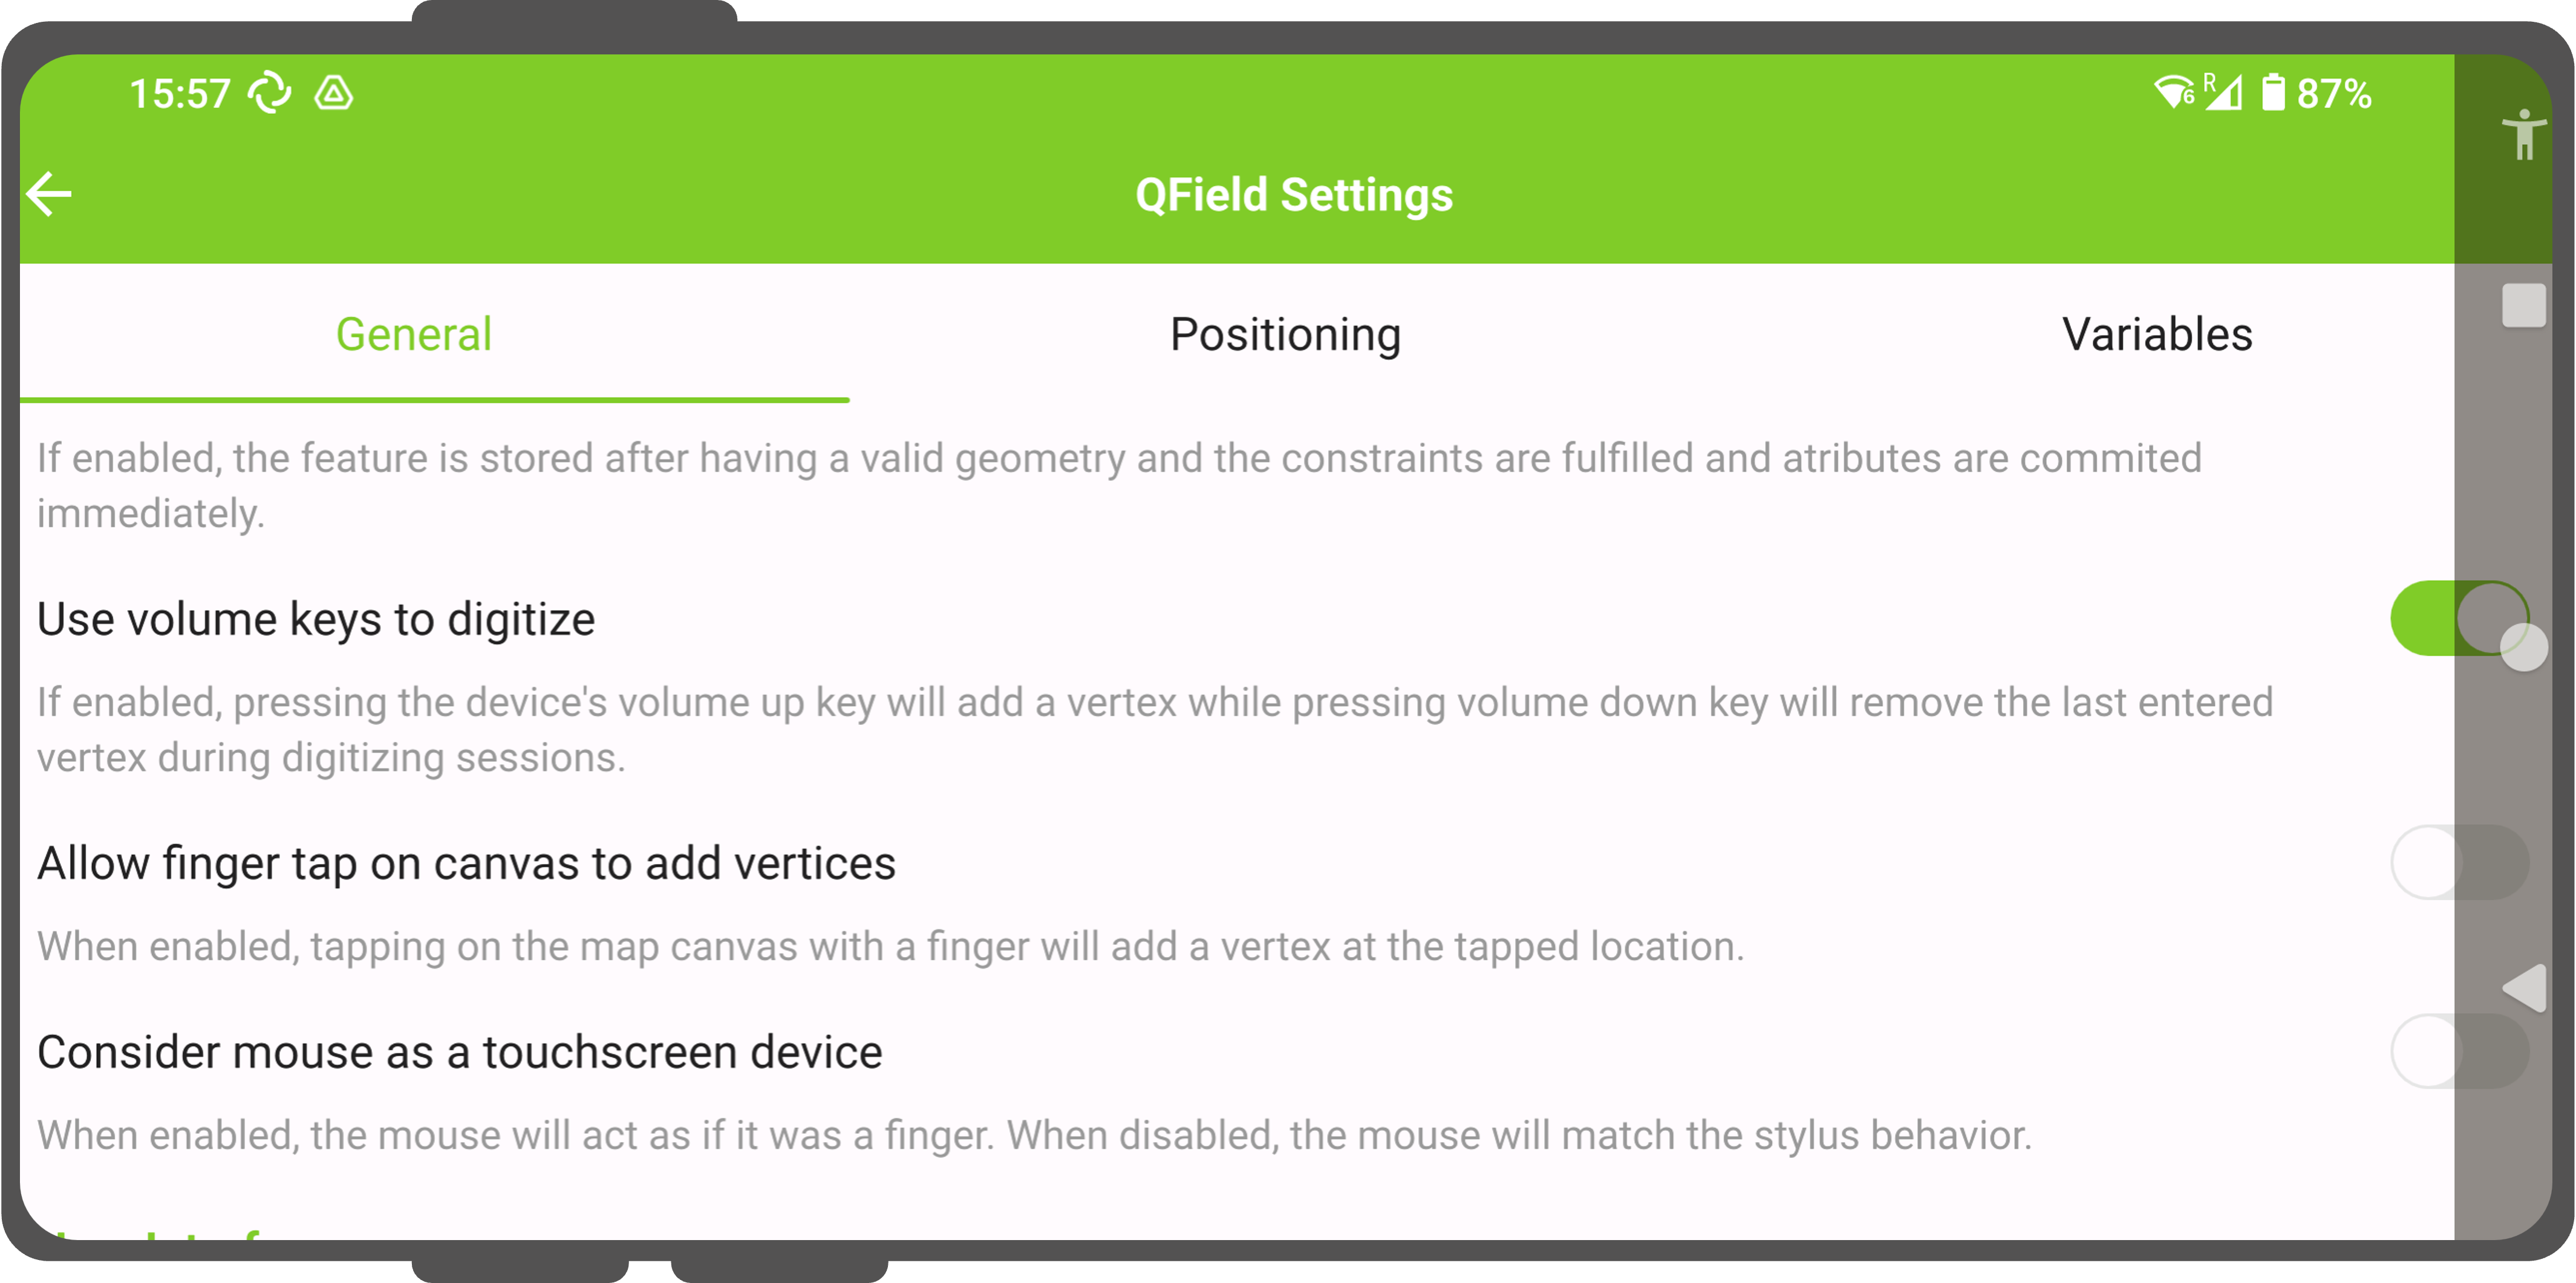 15:57
6 R 87%
QField Settings
General Positioning Variables
If enabled, the feature is stored after having a valid geometry and the constraints are fulfilled and atributes are commited
immediately.
Use volume keys to digitize
If enabled, pressing the device's volume up key will add a vertex while pressing volume down key will remove the last entered
vertex during digitizing sessions.
Allow finger tap on canvas to add vertices
When enabled, tapping on the map canvas with a finger will add a vertex at the tapped location.
Consider mouse as a touchscreen device
When enabled, the mouse will act as if it was a finger. When disabled, the mouse will match the stylus behavior.